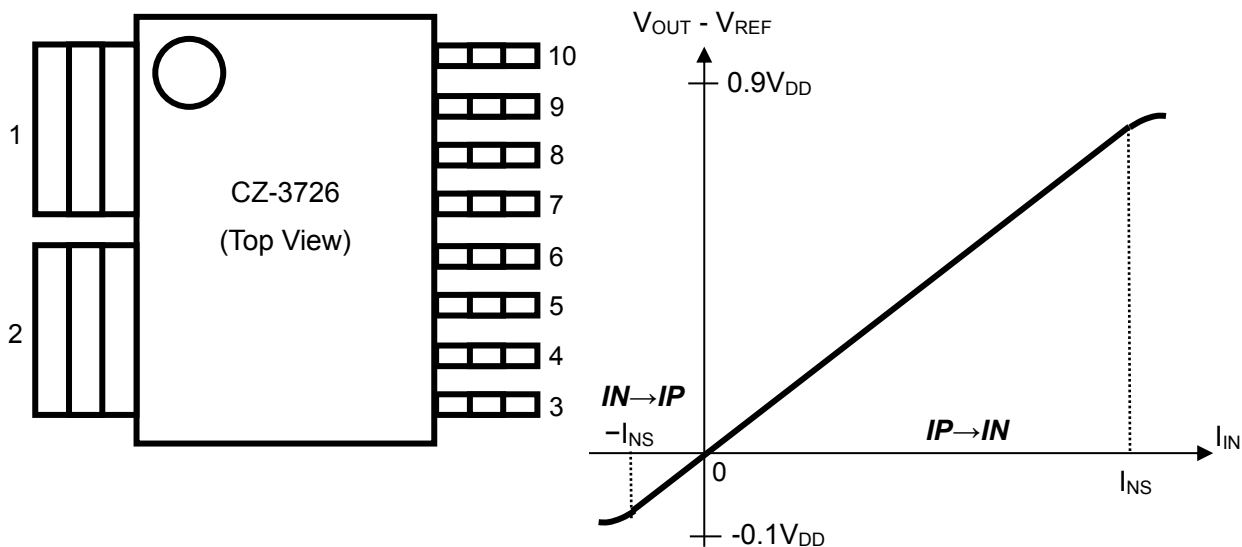 1
2
CZ-3726
(Top View)
10
9
8
7
6
5
4
3
VOUT - VREF
0.9VDD
IN→IP
−INS
0
IP→IN
IIN
INS
-0.1VDD